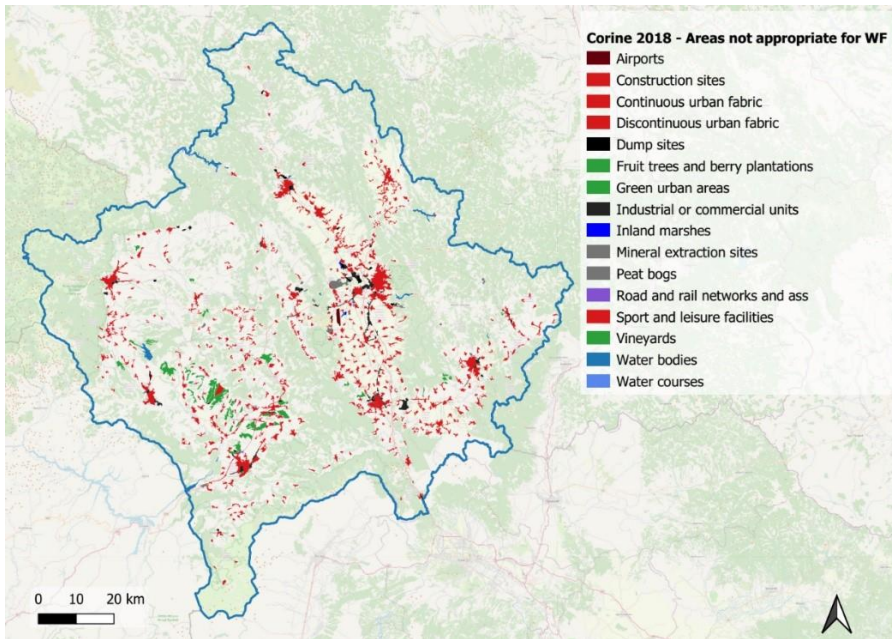 Corine 2018 - Areas not appropriate for WF
Airports
Construction sites
Continuous urban fabric
Discontinuous urban fabric
Dump sites
Fruit trees and berry plantations
Green urban areas
Industrial or commercial units
Inland marshes
Mineral extraction sites
Peat bogs
Road and rail networks and ass
Sport and leisure facilities
Vineyards
Water bodies
Water courses
0 10 20 km